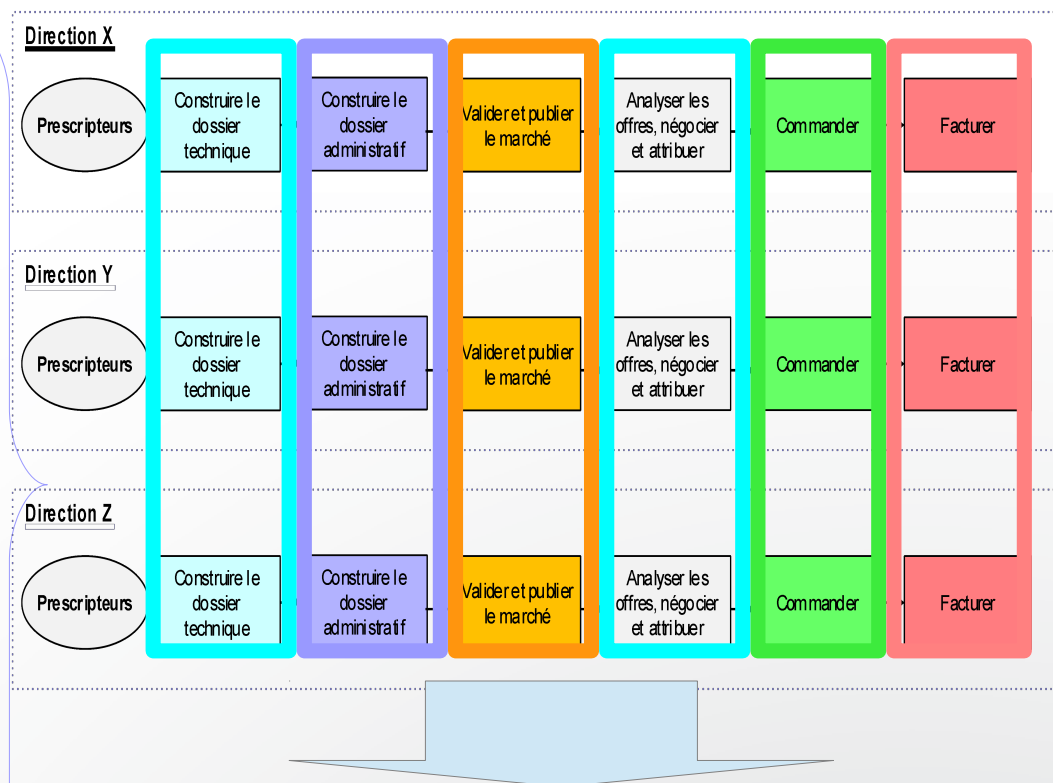 Direction X
Prescripteurs
Construire le
dossier
technique
Construire le
dossier
administratif
Valider et publier
le marché
Analyser les
offres, négocier
et attribuer
Commander
Facturer
Direction Y
Prescripteurs
Construire le
dossier
technique
Construire le
dossier
administratif
Valider et publier
le marché
Analyser les
offres, négocier
et attribuer
Commander
Facturer
Direction Z
Prescripteurs
Construire le
dossier
technique
Construire le
dossier
administratif
Valider et publier
le marché
Analyser les
offres, négocier
et attribuer
Commander
Facturer